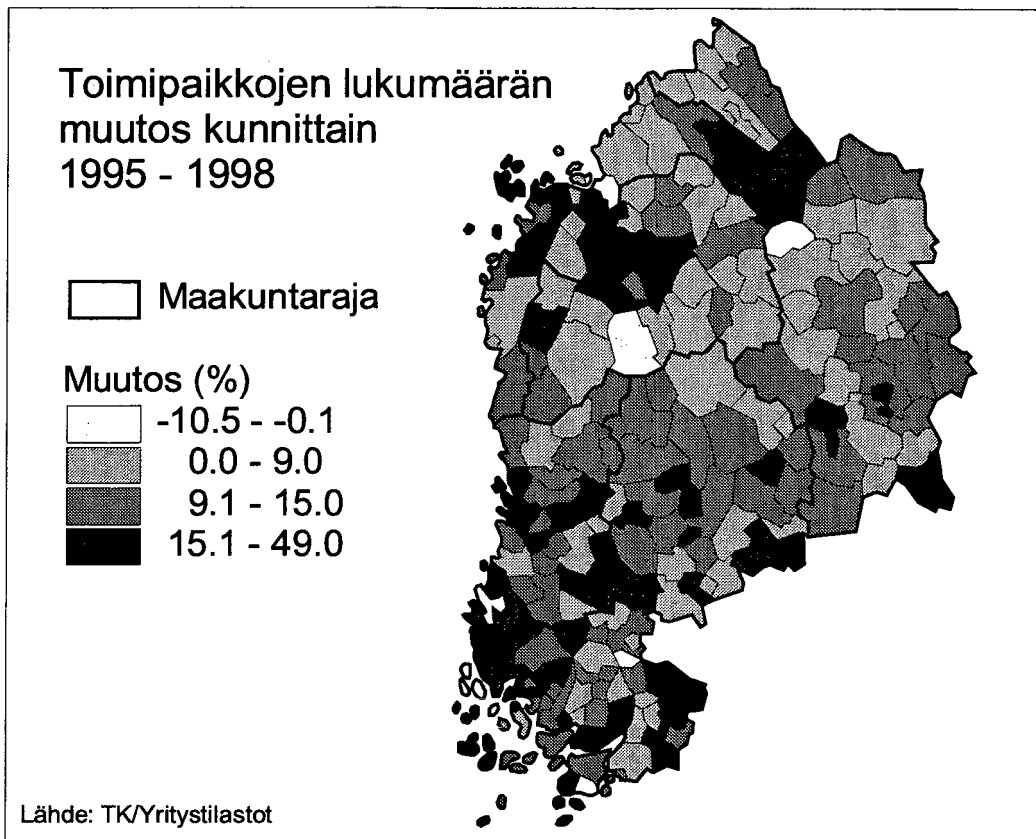 Toimipaikkojen lukumäärän
muutos kunnittain
1995 - 1998
Maakuntaraja
Muutos (%)
-10.5 - -0.1
0.0 - 9.0
9.1 - 15.0
15.1 - 49.0
Lähde: TK/Yritystilastot